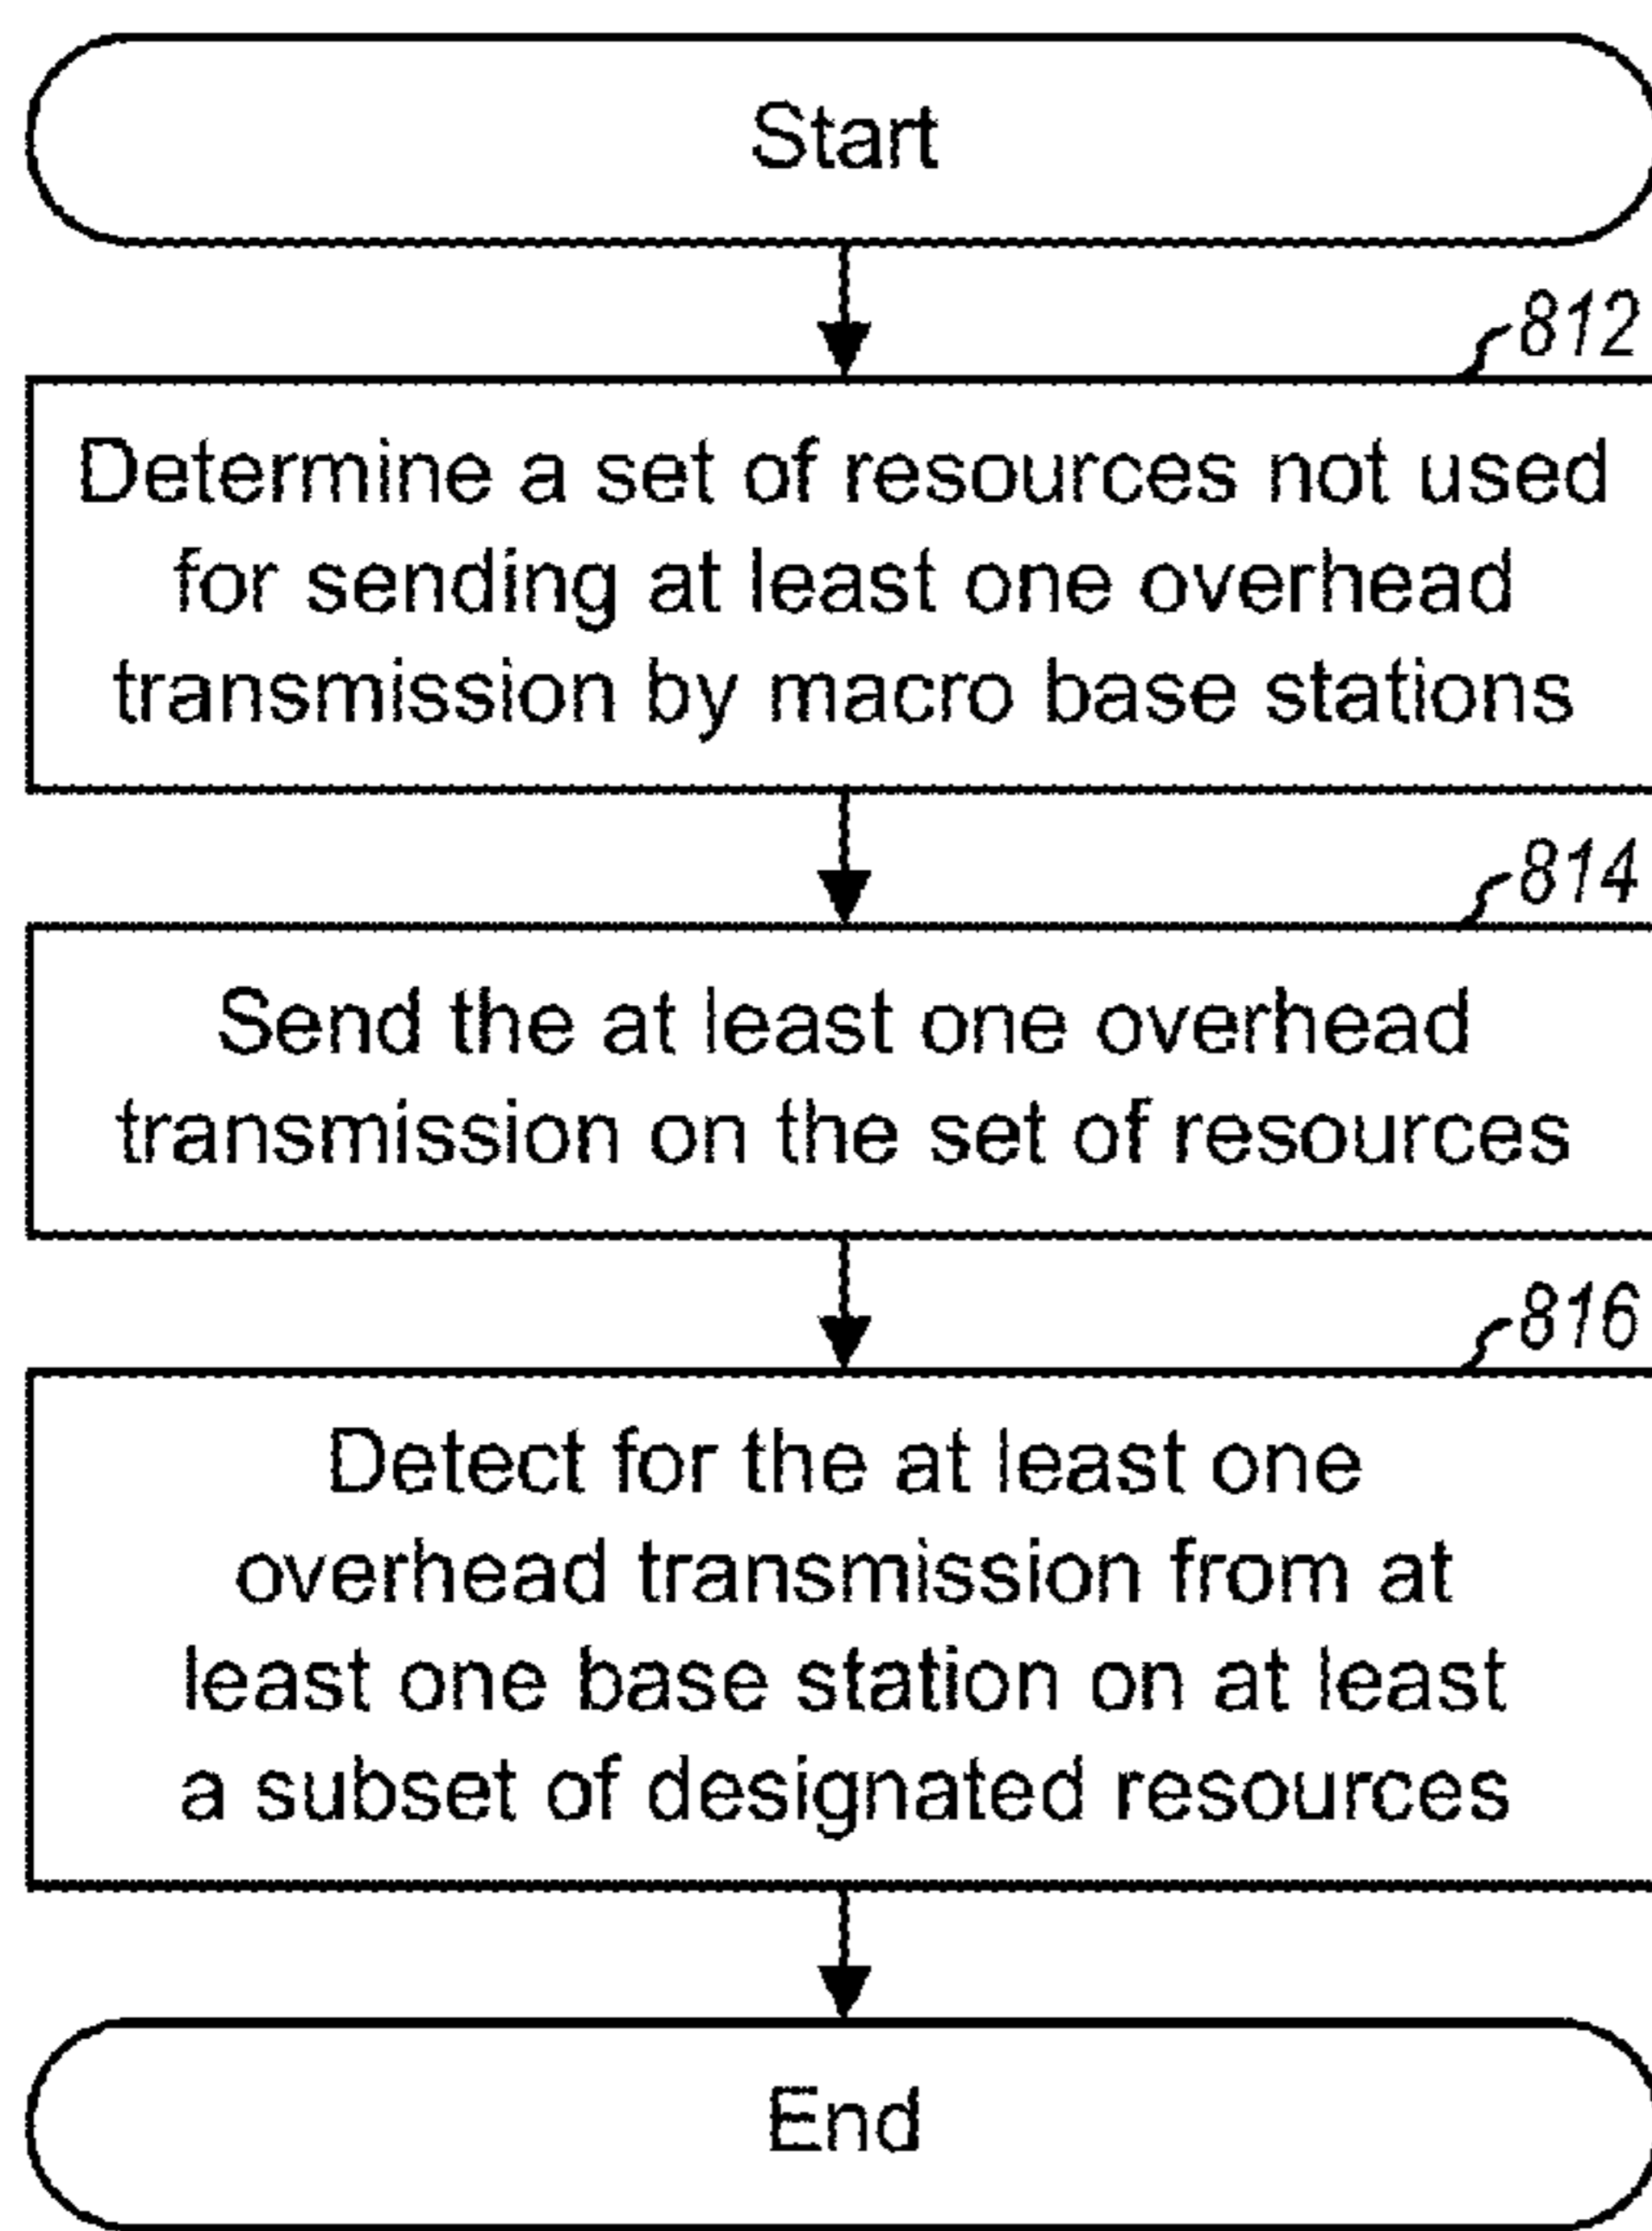 Start
812
Determine a set of resources not used
for sending at least one overhead
transmission by macro base stations
814
Send the at least one overhead
transmission on the set of resources
816
Detect for the at least one
overhead transmission from at
least one base station on at least
a subset of designated resources
End